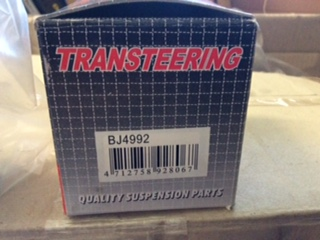 TRANSTEERING
BJ4992
4 712758 928067
QUALITY SUSPENSION PARTS